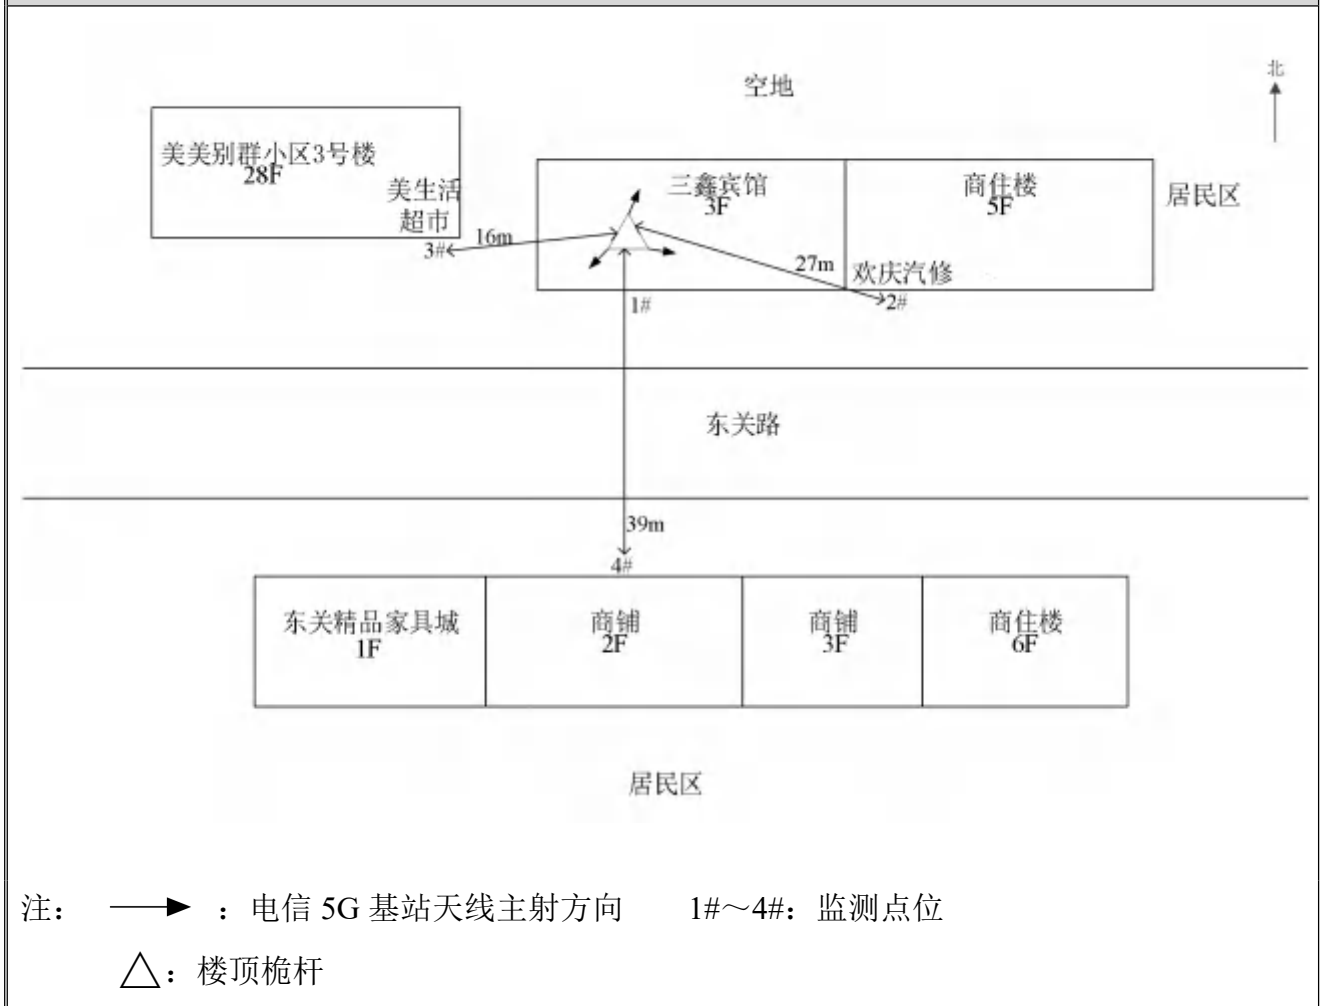 空地
北
美美别群小区3号楼
28F
美生活
超市
三鑫宾馆
3F
商住楼
5F
居民区
3#
16m
27m
欢庆汽修
1#
2#
东关路
39m
4#
东关精品家具城
1F
商铺
2F
商铺
3F
商住楼
6F
居民区
注： ：电信 5G 基站天线主射方向 1#～4#：监测点位
：楼顶桅杆